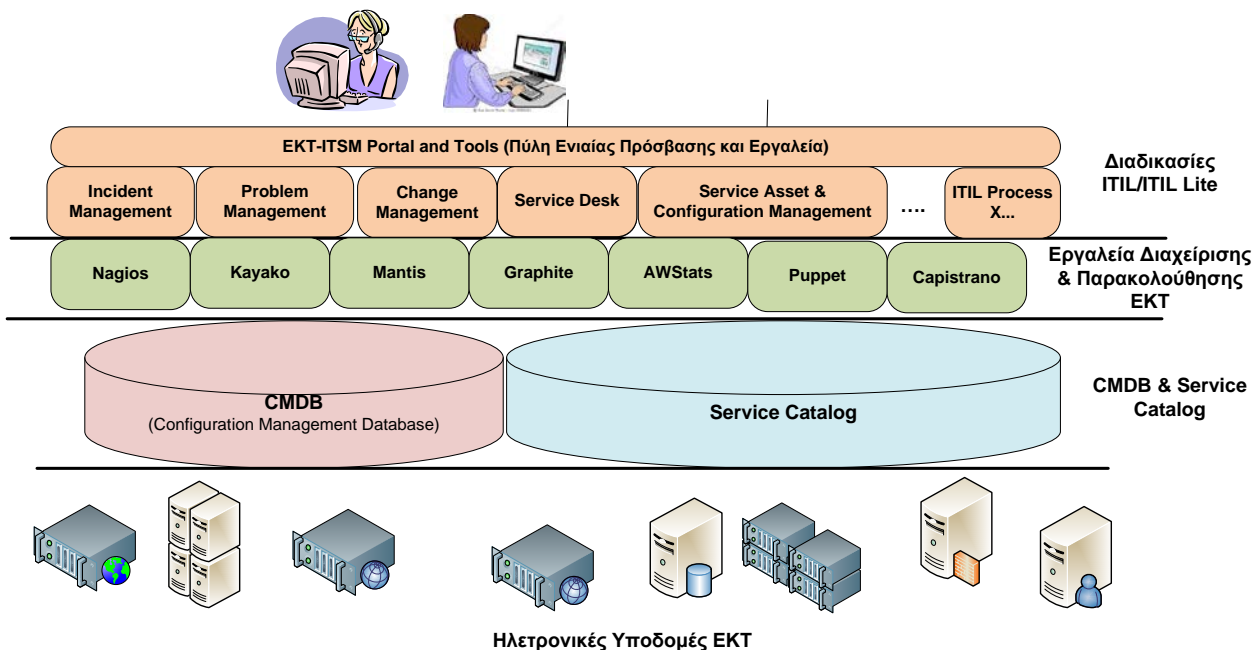 EKT-ITSM Portal and Tools (Πύλη Ενιαίας Πρόσβασης και Εργαλεία)
Incident
Management
Problem
Management
Change
Management
Service Desk
Service Asset &
Configuration Management
....
ITIL Process
X...
Διαδικασίες
ITIL/ITIL Lite
Nagios
Kayako
Mantis
Graphite
AWStats
Puppet
Capistrano
Εργαλεία Διαχείρισης
& Παρακολούθησης
ΕΚΤ
CMDB
(Configuration Management Database)
Service Catalog
CMDB & Service
Catalog
Ηλετρονικές Υποδομές ΕΚΤ